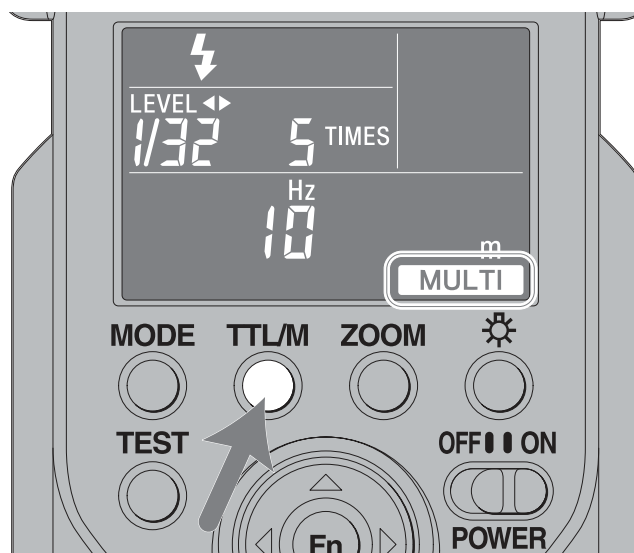 LEVEL
1/32 5 TIMES
Hz
10
m
MULTI
MODE TTL/M ZOOM
TEST OFF ON
Fn POWER